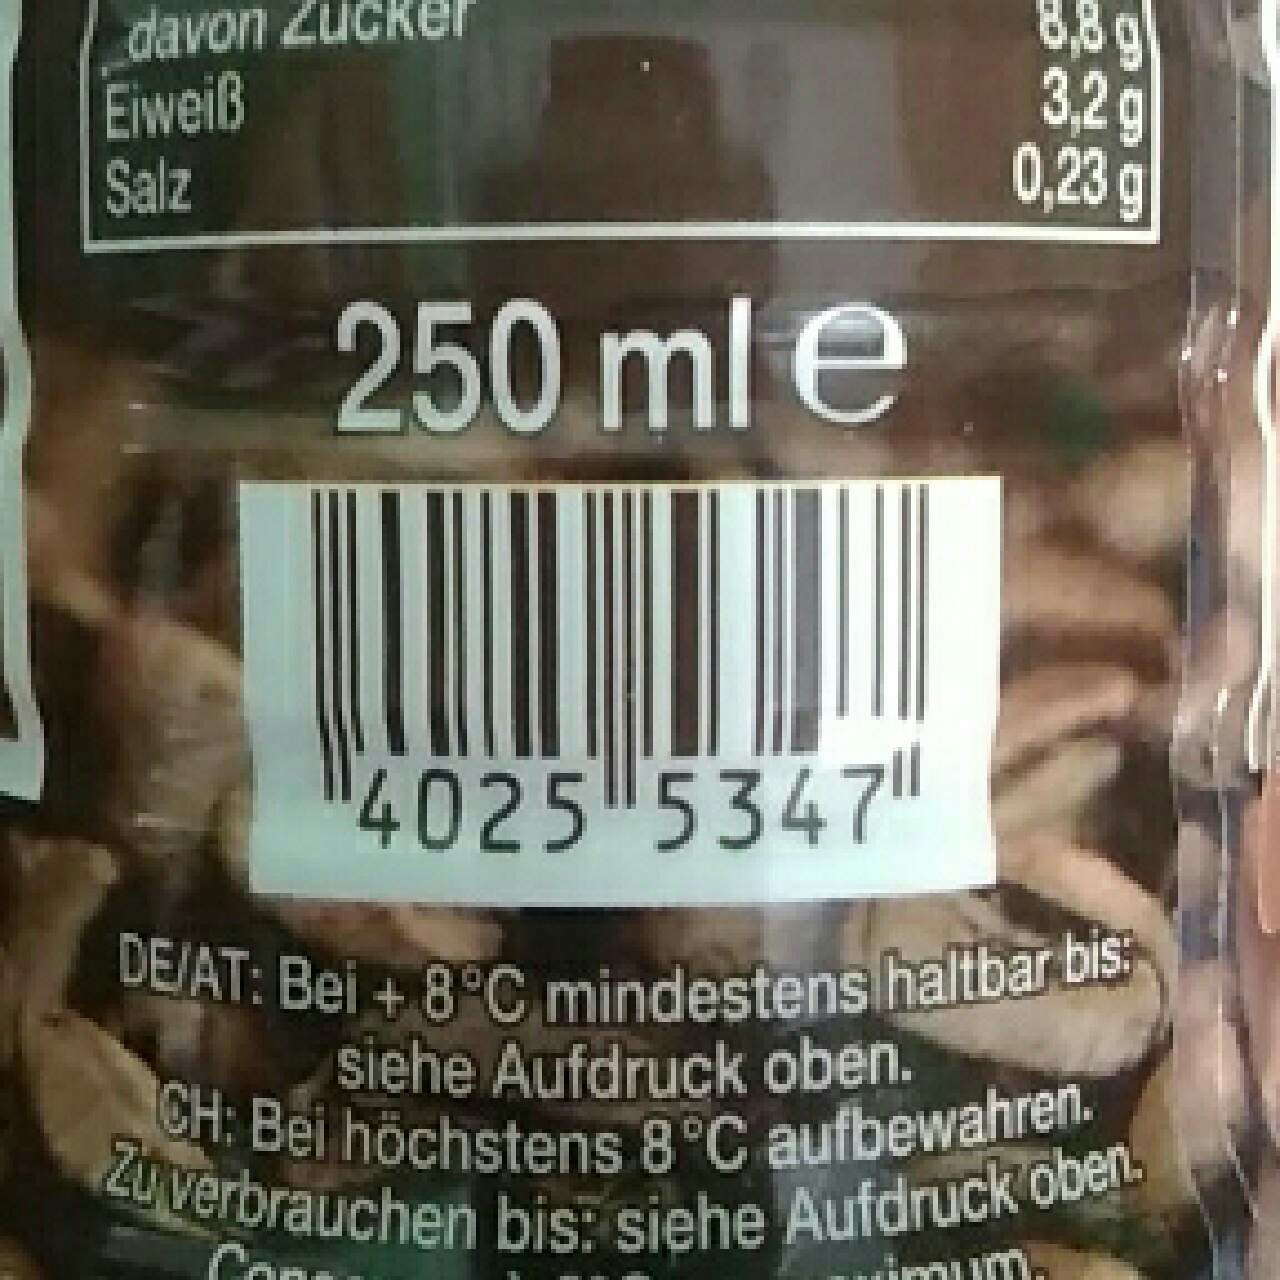 davon Zucker 8,8 g
Eiweiß 3,2 g
Salz 0,23 g
250 ml e
4025 5347
DE/AT: Bei + 8°C mindestens haltbar bis:
siehe Aufdruck oben.
CH: Bei höchstens 8°C aufbewahren.
Zu verbrauchen bis: siehe Aufdruck oben.